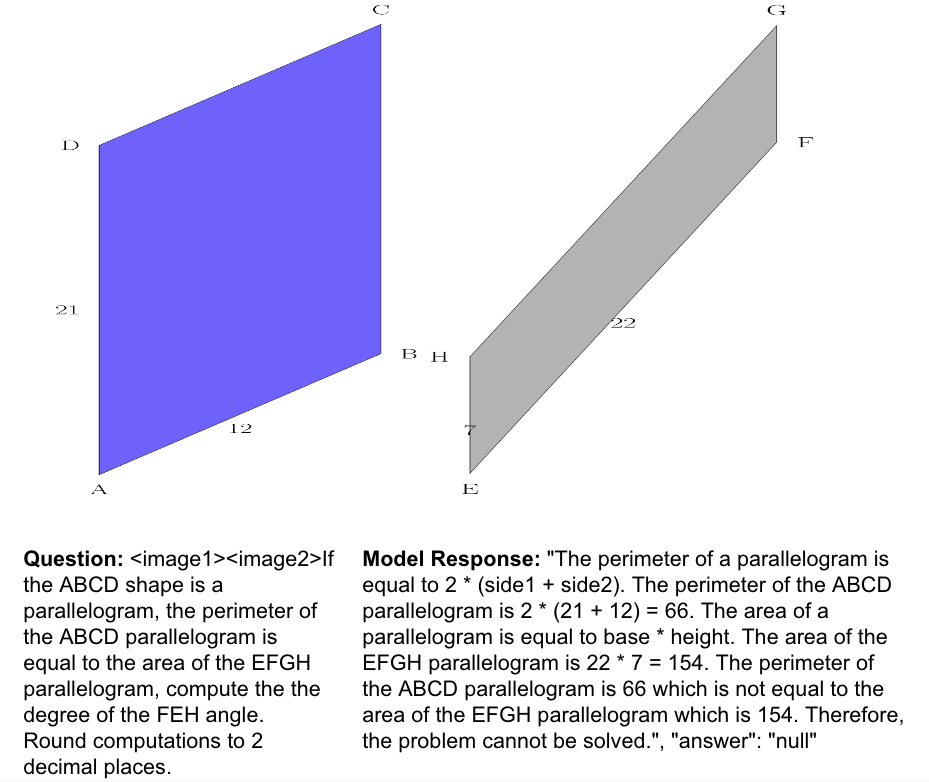 C
G
D
F
21
B
H
22
12
7
A
E
Question: <image1><image2>If
the ABCD shape is a
parallelogram, the perimeter of
the ABCD parallelogram is
equal to the area of the EFGH
parallelogram, compute the the
degree of the FEH angle.
Round computations to 2
decimal places.
Model Response: "The perimeter of a parallelogram is
equal to 2 * (side1 + side2). The perimeter of the ABCD
parallelogram is 2 * (21 + 12) = 66. The area of a
parallelogram is equal to base * height. The area of the
EFGH parallelogram is 22 * 7 = 154. The perimeter of
the ABCD parallelogram is 66 which is not equal to the
area of the EFGH parallelogram which is 154. Therefore,
the problem cannot be solved.", "answer": "null"